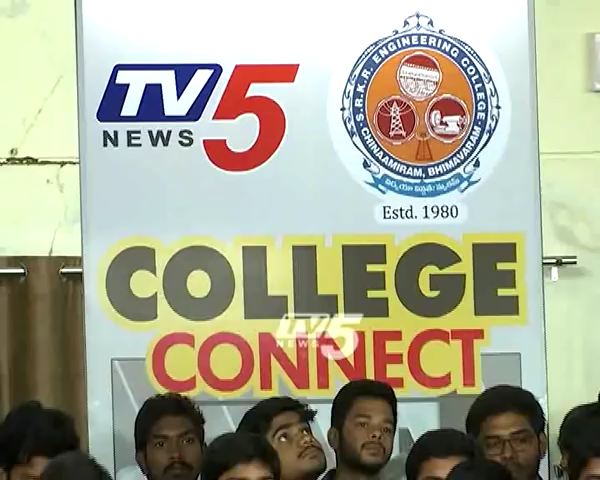 TV5
NEWS
S.R.K.R. ENGINEERING COLLEGE
CHINAAMIRAM, BHIMAVARAM
Estd. 1980
COLLEGE
CONNECT
TV5
NEWS